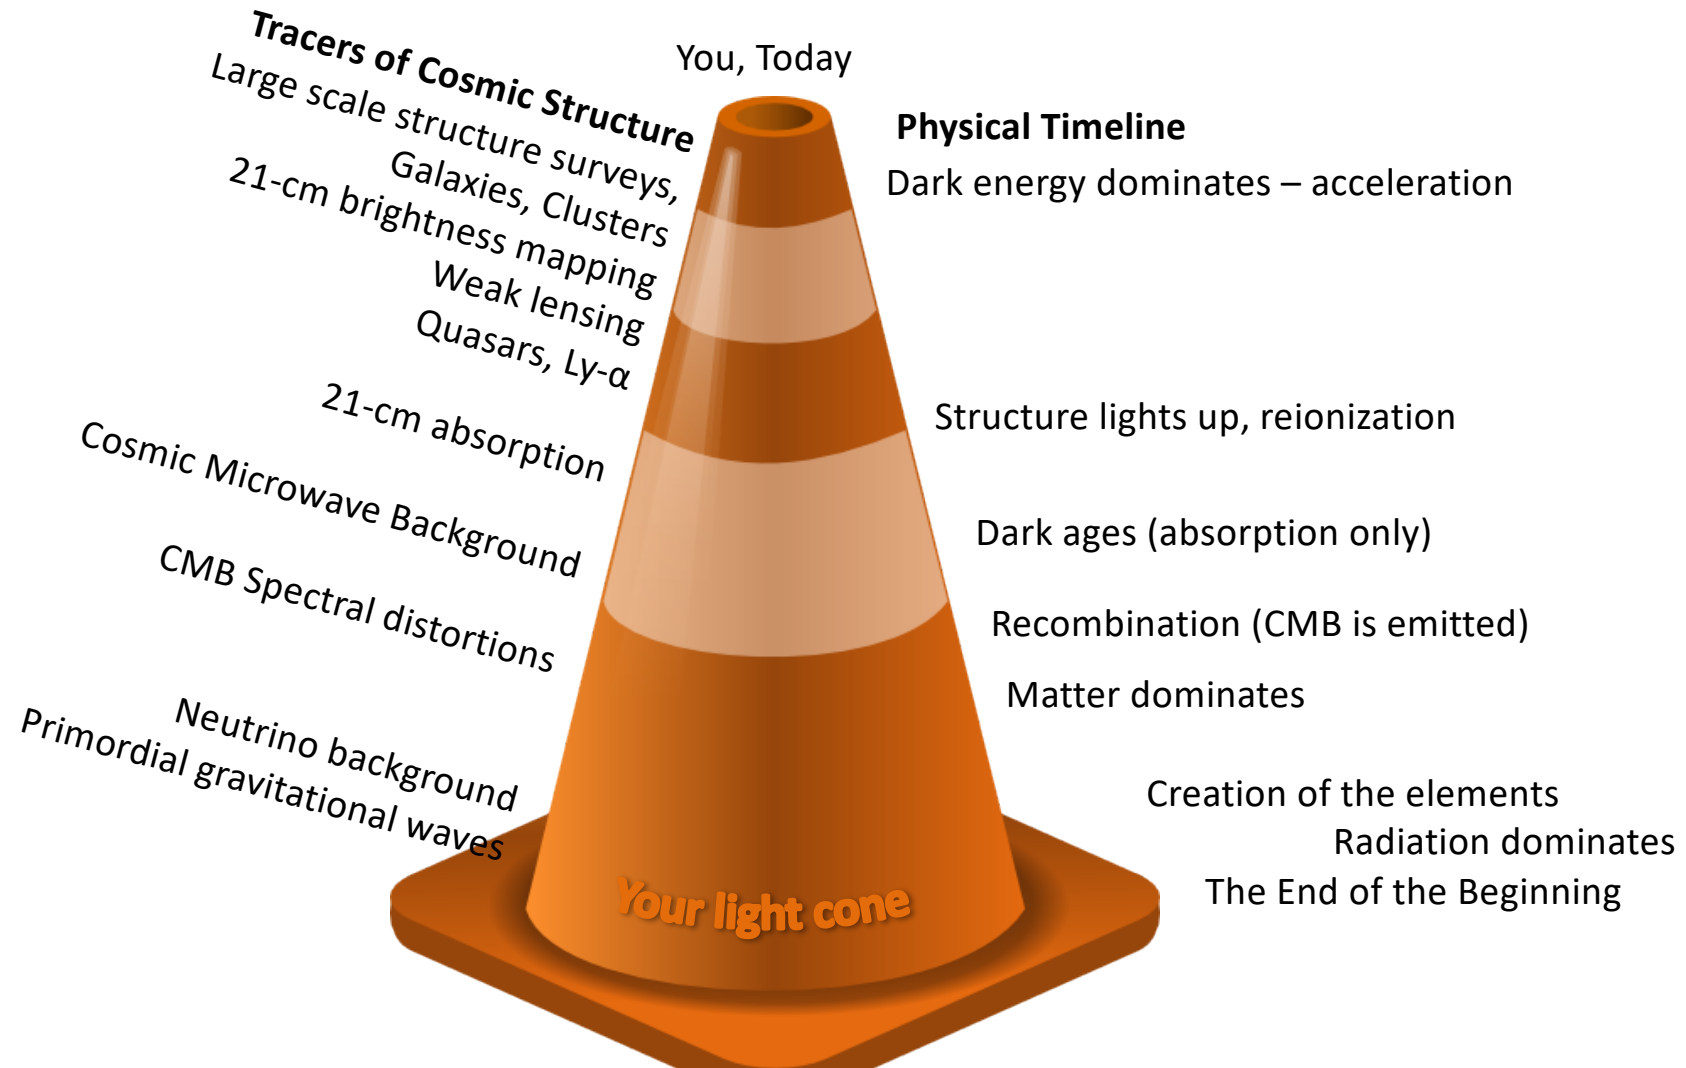 You, Today
Tracers of Cosmic Structure
Large scale structure surveys,
Galaxies, Clusters
21-cm brightness mapping
Weak lensing
Quasars, Ly-α
21-cm absorption
Cosmic Microwave Background
CMB Spectral distortions
Neutrino background
Primordial gravitational waves
Physical Timeline
Dark energy dominates – acceleration
Structure lights up, reionization
Dark ages (absorption only)
Recombination (CMB is emitted)
Matter dominates
Creation of the elements
Radiation dominates
The End of the Beginning
Your light cone